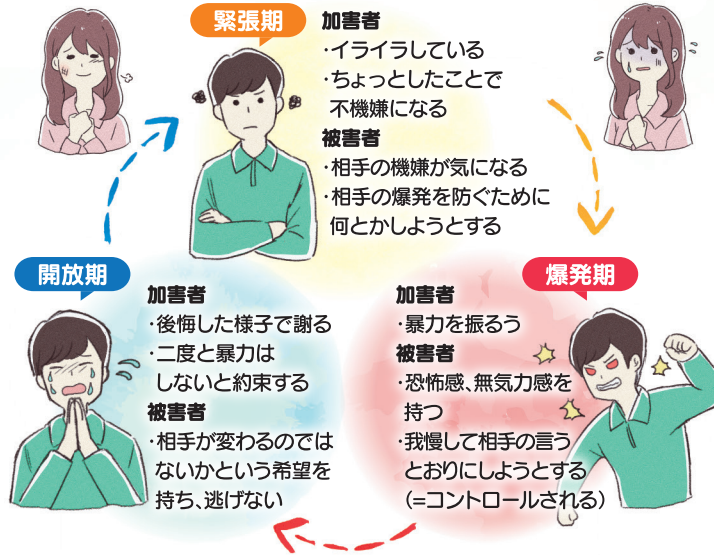 緊張期
加害者
・イライラしている
・ちょっとしたことで
不機嫌になる
被害者
・相手の機嫌が気になる
・相手の爆発を防ぐために
何とかしようとする
爆発期
加害者
・暴力を振るう
被害者
・恐怖感、無気力感を
持つ
・我慢して相手の言う
とおりにしようとする
(=コントロールされる)
開放期
加害者
・後悔した様子で謝る
・二度と暴力は
しないと約束する
被害者
・相手が変わるのでは
ないかという希望を
持ち、逃げない